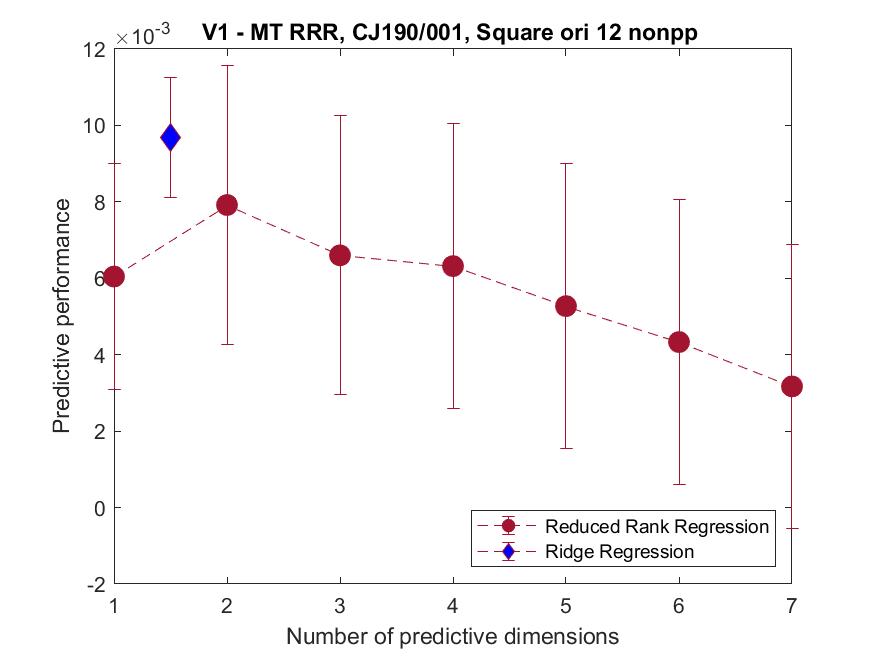 ×10-3
V1 - MT RRR, CJ190/001, Square ori 12 nonpp
12
10
8
6
4
2
0
-2
Predictive performance
1 2 3 4 5 6 7
Number of predictive dimensions
Reduced Rank Regression
Ridge Regression